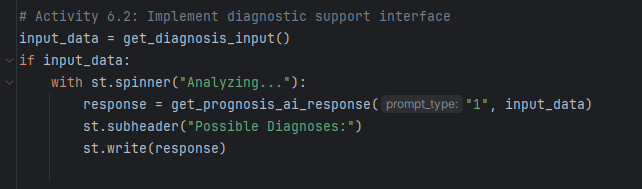 # Activity 6.2: Implement diagnostic support interface
input_data = get_diagnosis_input()
if input_data:
    with st.spinner("Analyzing..."):
        response = get_prognosis_ai_response( prompt_type: "1", input_data)
        st.subheader("Possible Diagnoses:")
        st.write(response)